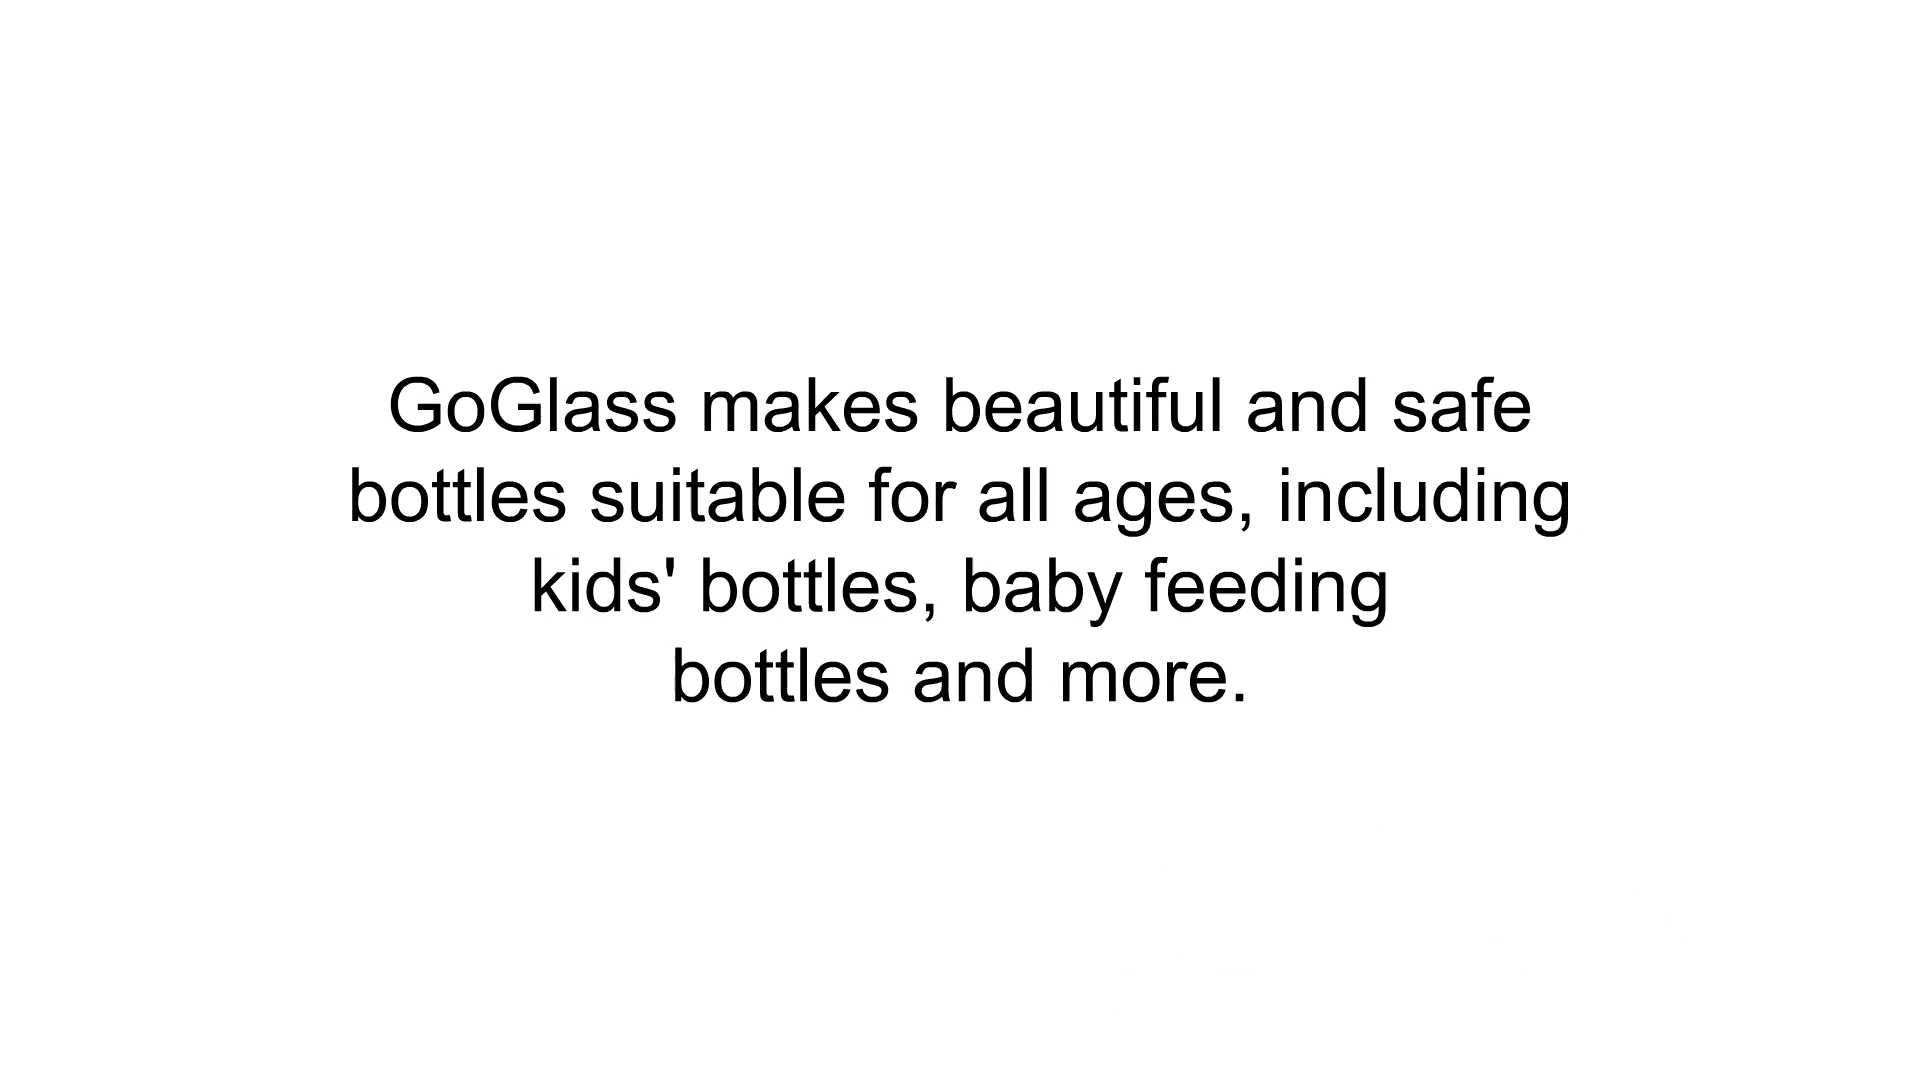 GoGlass makes beautiful and safe
bottles suitable for all ages, including
kids' bottles, baby feeding
bottles and more.